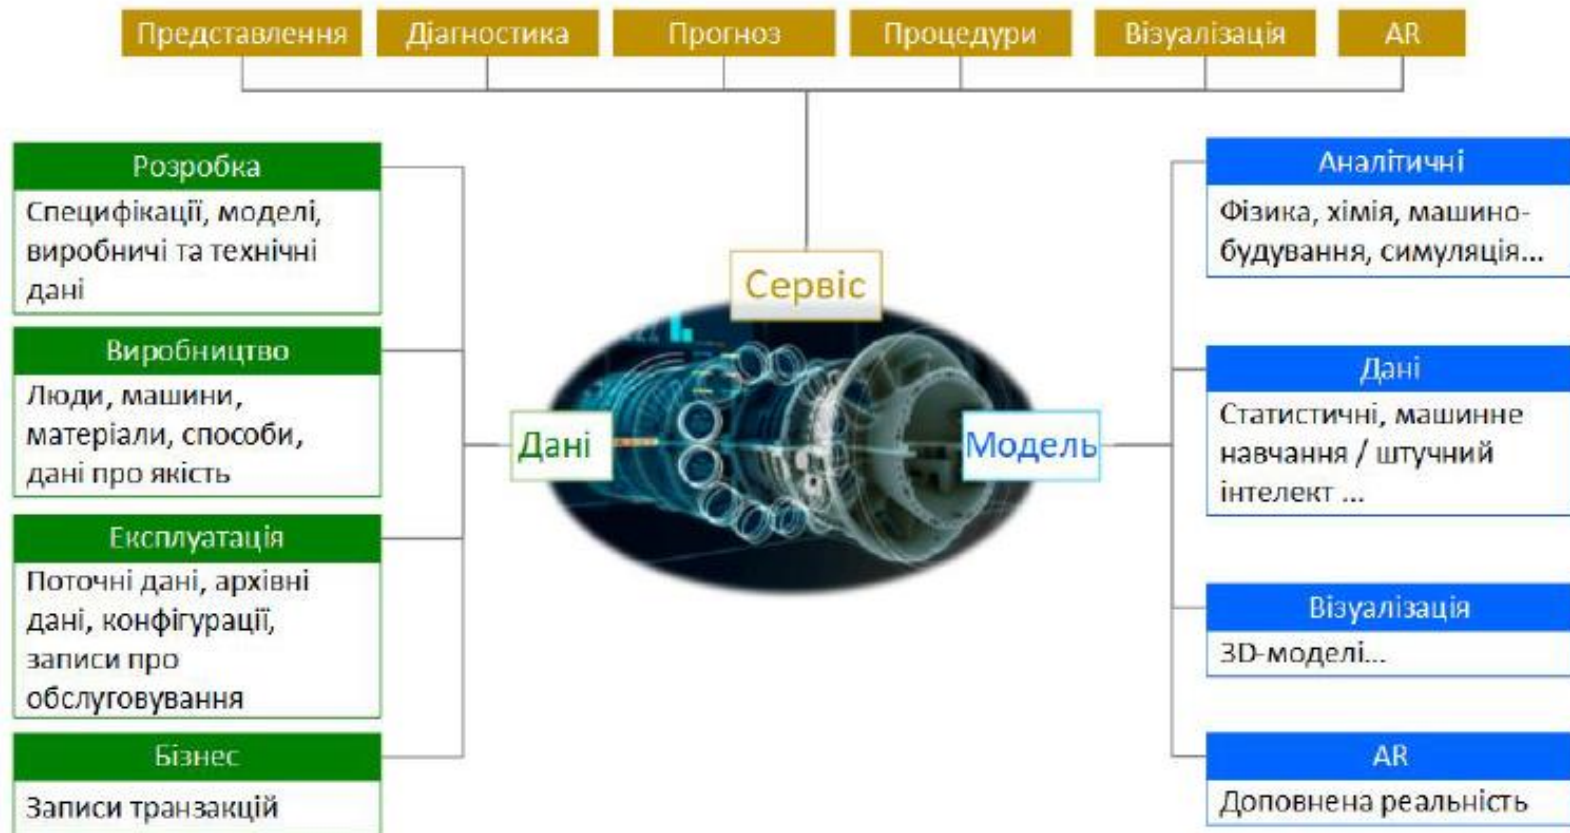 Представлення
Діагностика
Прогноз
Процедури
Візуалізація
AR
Розробка
Специфікації, моделі,
виробничі та технічні
дані
Виробництво
Люди, машини,
матеріали, способи,
дані про якість
Експлуатація
Поточні дані, архівні
дані, конфігурації,
записи про
обслуговування
Бізнес
Записи транзакцій
Сервіс
Дані
Модель
Аналітичні
Фізика, хімія, машино-
будування, симуляція...
Дані
Статистичні, машинне
навчання / штучний
інтелект ...
Візуалізація
3D-моделі...
AR
Доповнена реальність